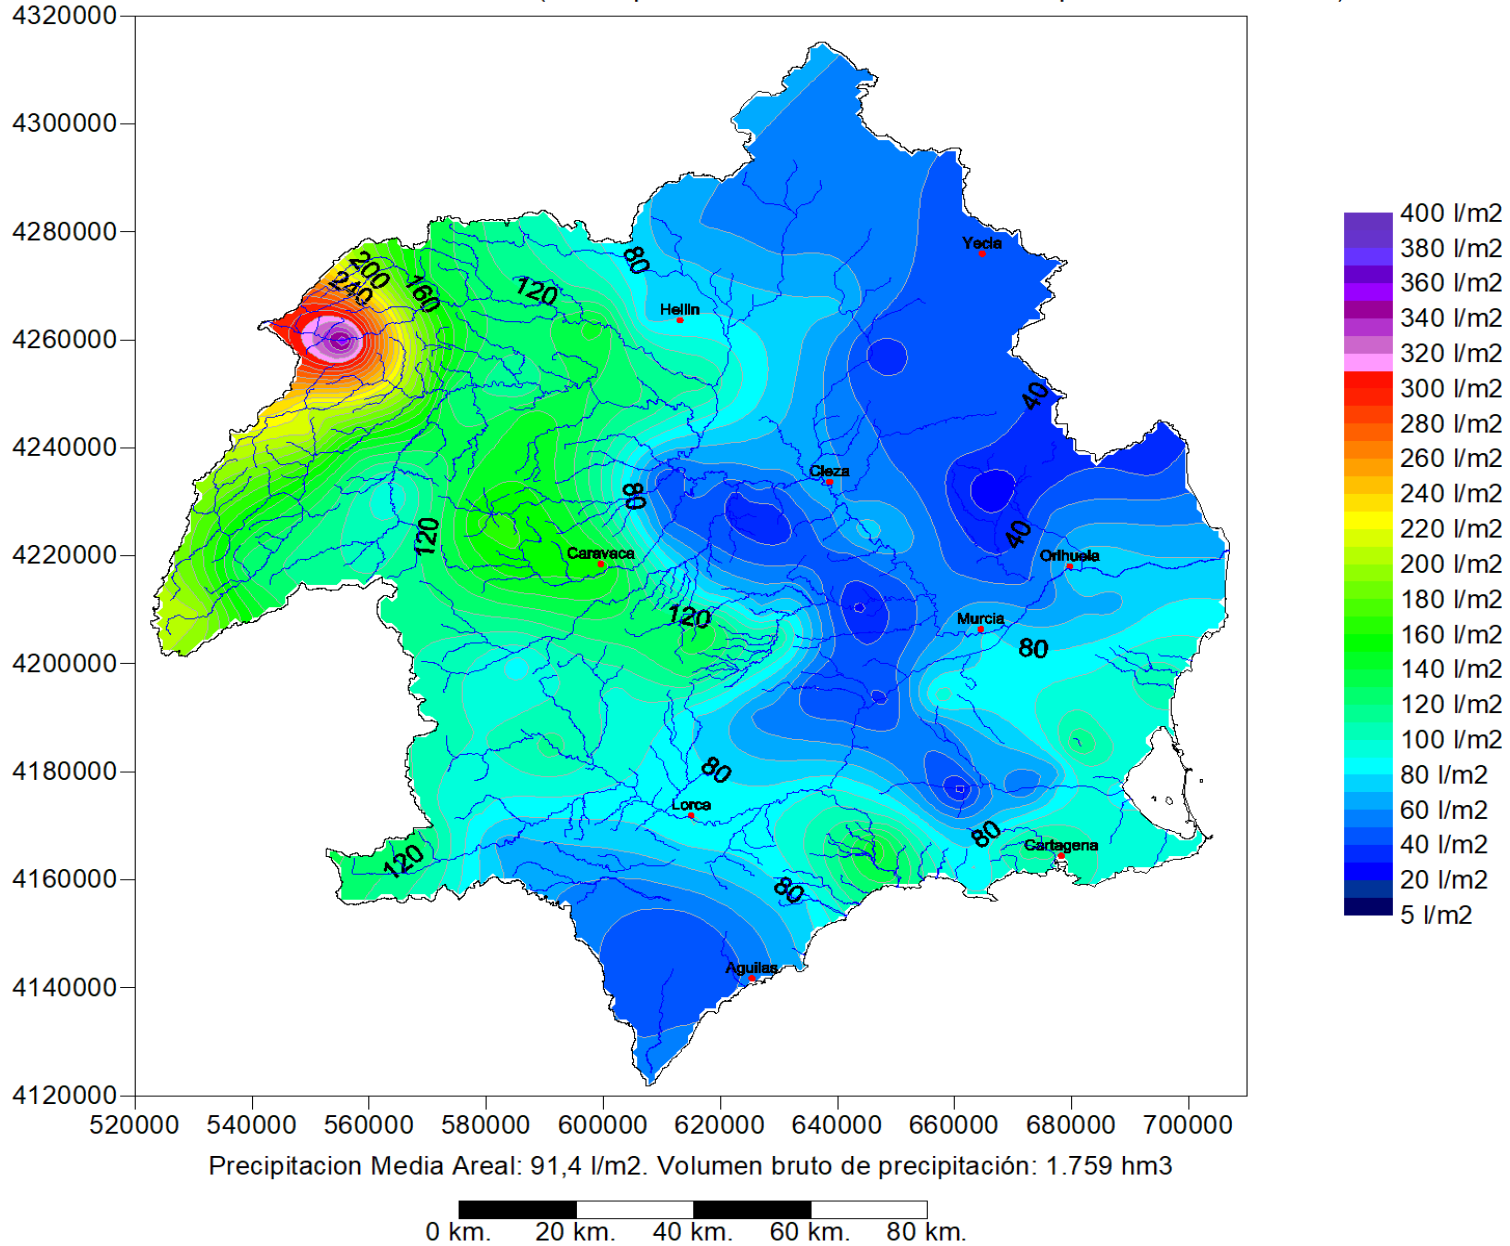 4320000
4300000
4280000
4260000
4240000
4220000
4200000
4180000
4160000
4140000
4120000
520000 540000 560000 580000 600000 620000 640000 660000 680000 700000
Yecla
80
200
240
160
120
Hellin
40
Cieza
80
120
40
Caravaca
Orihuela
120
Murcia
80
80
Lorca
80
Cartagena
120
80
Aguilas
400 l/m2
380 l/m2
360 l/m2
340 l/m2
320 l/m2
300 l/m2
280 l/m2
260 l/m2
240 l/m2
220 l/m2
200 l/m2
180 l/m2
160 l/m2
140 l/m2
120 l/m2
100 l/m2
80 l/m2
60 l/m2
40 l/m2
20 l/m2
5 l/m2
Precipitacion Media Areal: 91,4 l/m2. Volumen bruto de precipitación: 1.759 hm3
0 km. 20 km. 40 km. 60 km. 80 km.